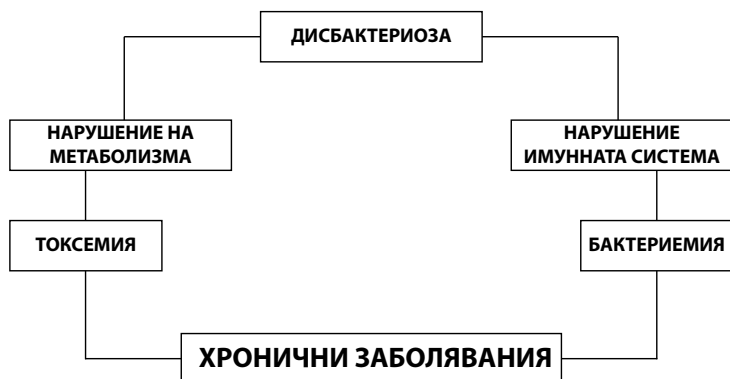 ДИСБАКТЕРИОЗА
НАРУШЕНИЕ НА
МЕТАБОЛИЗМА
НАРУШЕНИЕ
ИМУННАТА СИСТЕМА
ТОКСЕМИЯ
БАКТЕРИЕМИЯ
ХРОНИЧНИ ЗАБОЛЯВАНИЯ